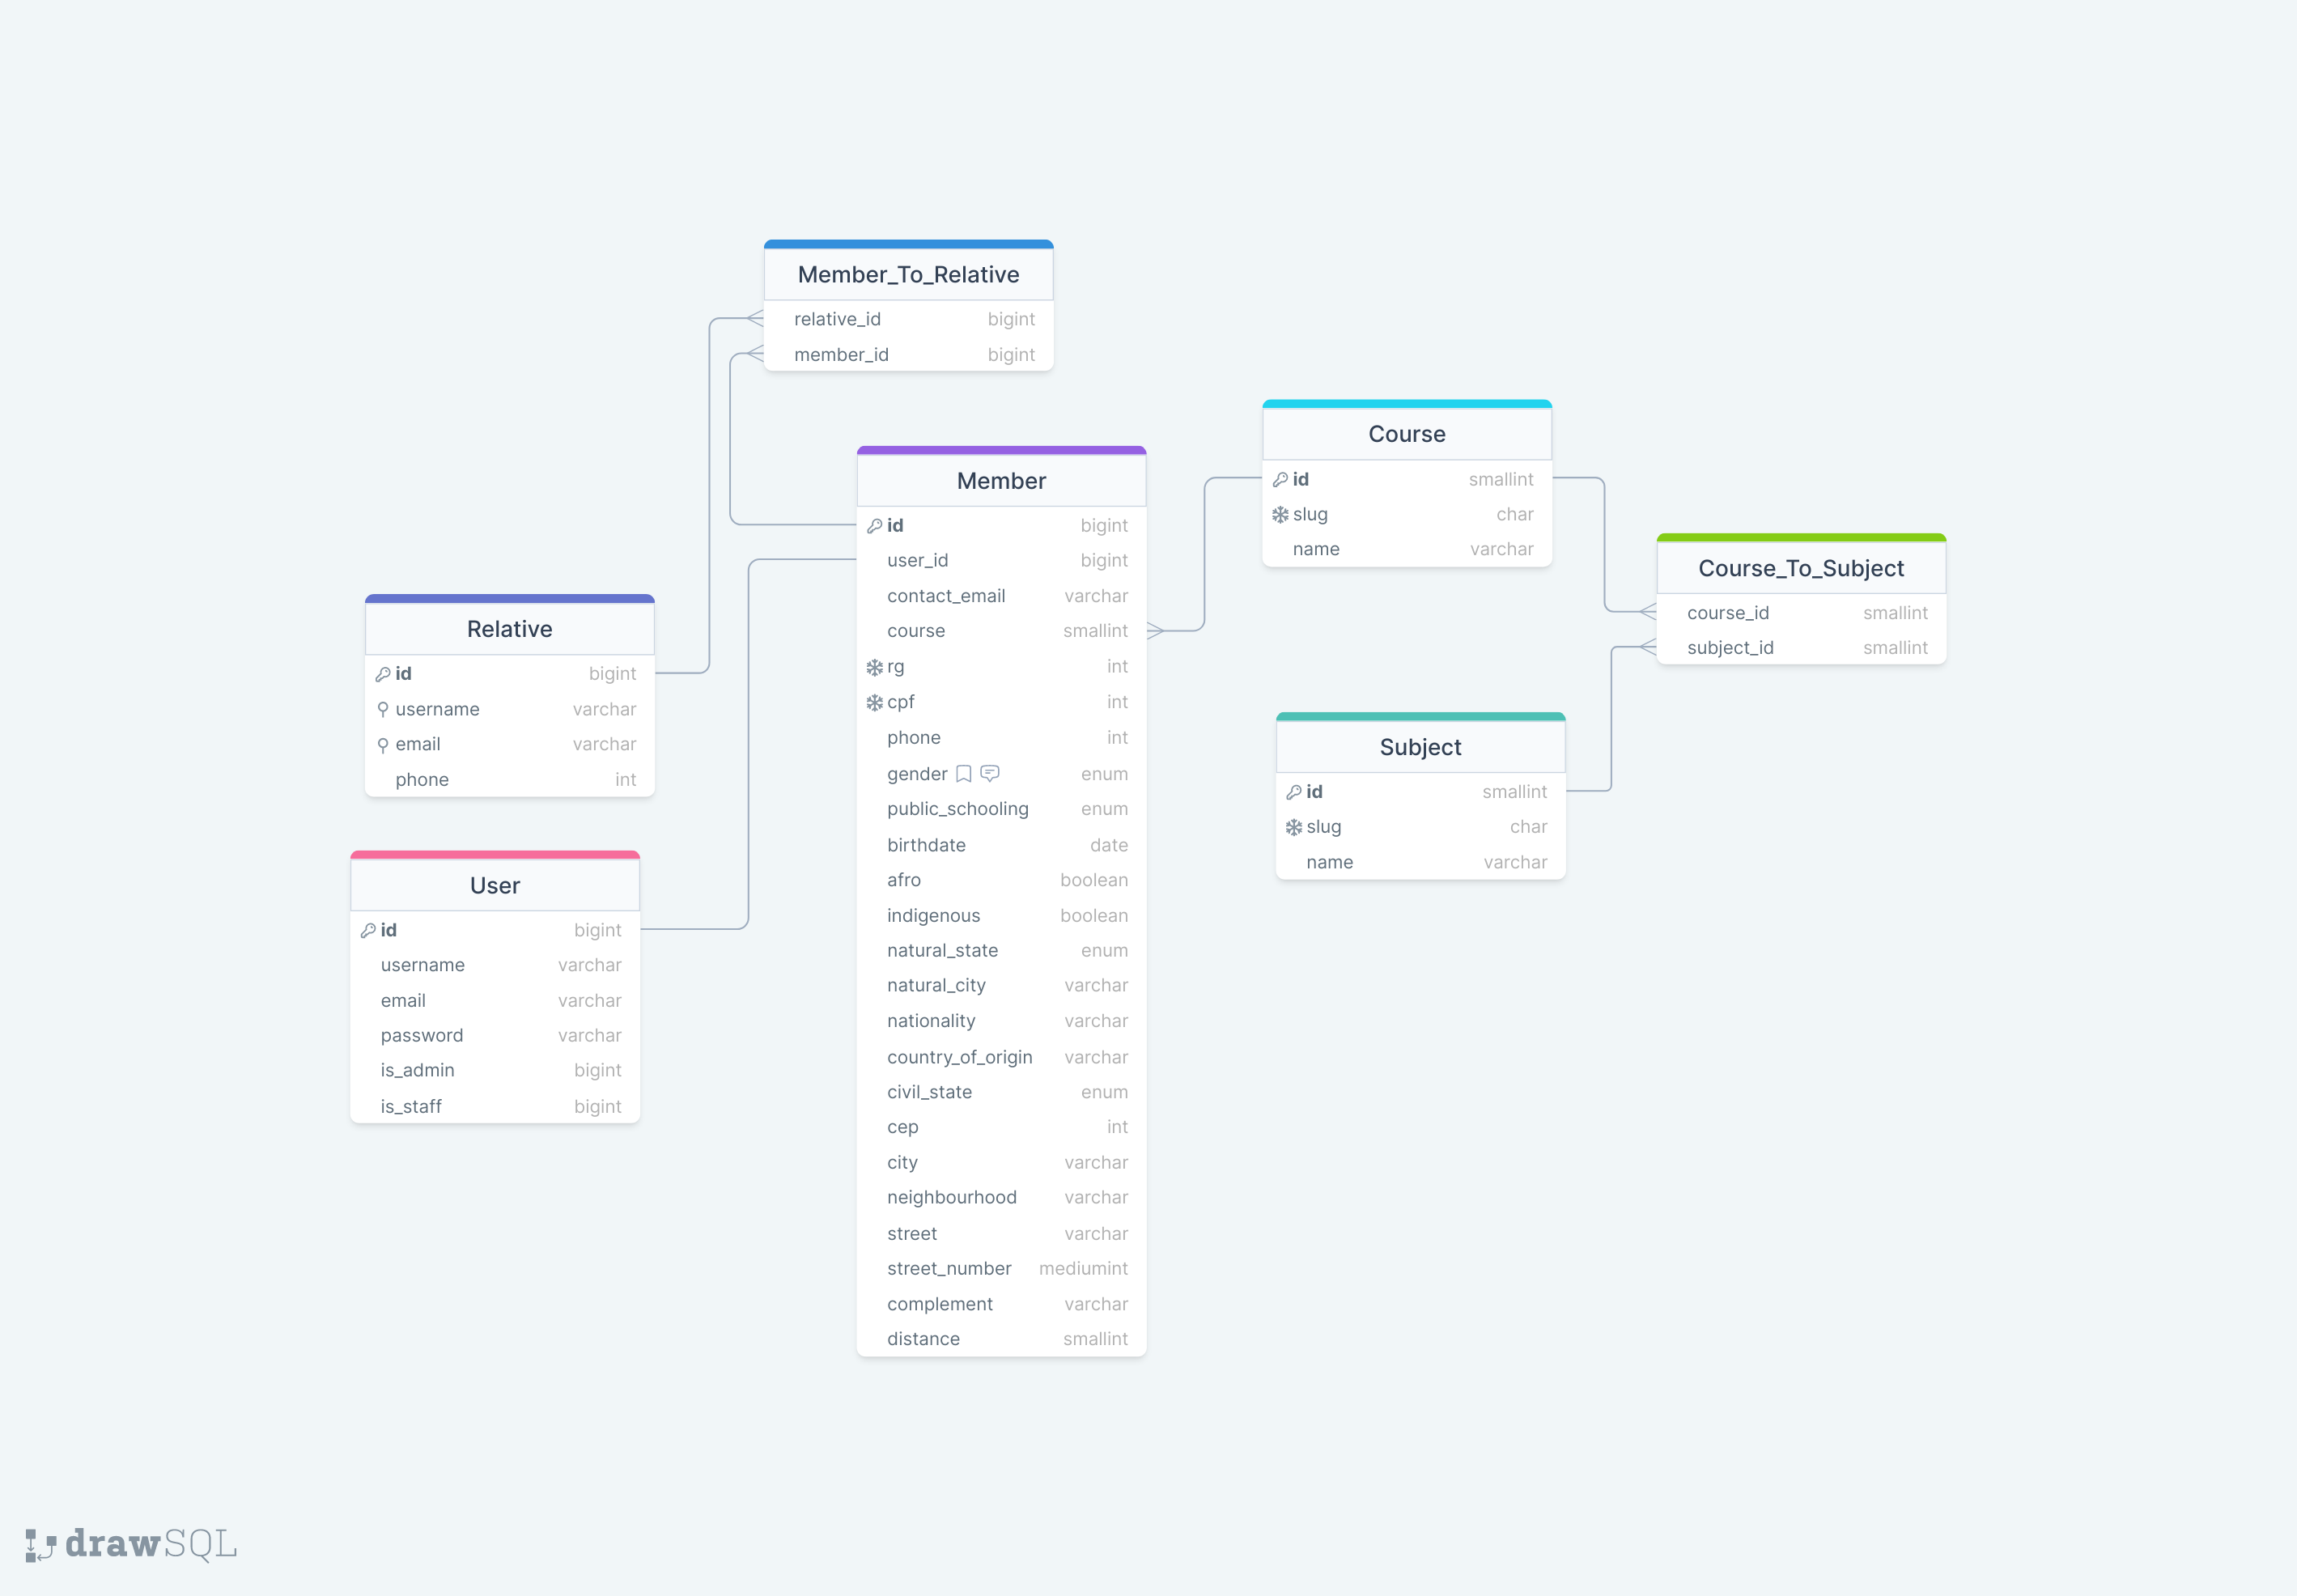 Member_To_Relative
relative_id bigint
member_id bigint
Course
id smallint
slug char
name varchar
Member
id bigint
user_id bigint
contact_email varchar
course smallint
rg int
cpf int
phone int
gender enum
public_schooling enum
birthdate date
afro boolean
indigenous boolean
natural_state enum
natural_city varchar
nationality varchar
country_of_origin varchar
civil_state enum
cep int
city varchar
neighbourhood varchar
street varchar
street_number mediumint
complement varchar
distance smallint
Course_To_Subject
course_id smallint
subject_id smallint
Relative
id bigint
username varchar
email varchar
phone int
Subject
id smallint
slug char
name varchar
User
id bigint
username varchar
email varchar
password varchar
is_admin bigint
is_staff bigint
drawSQL